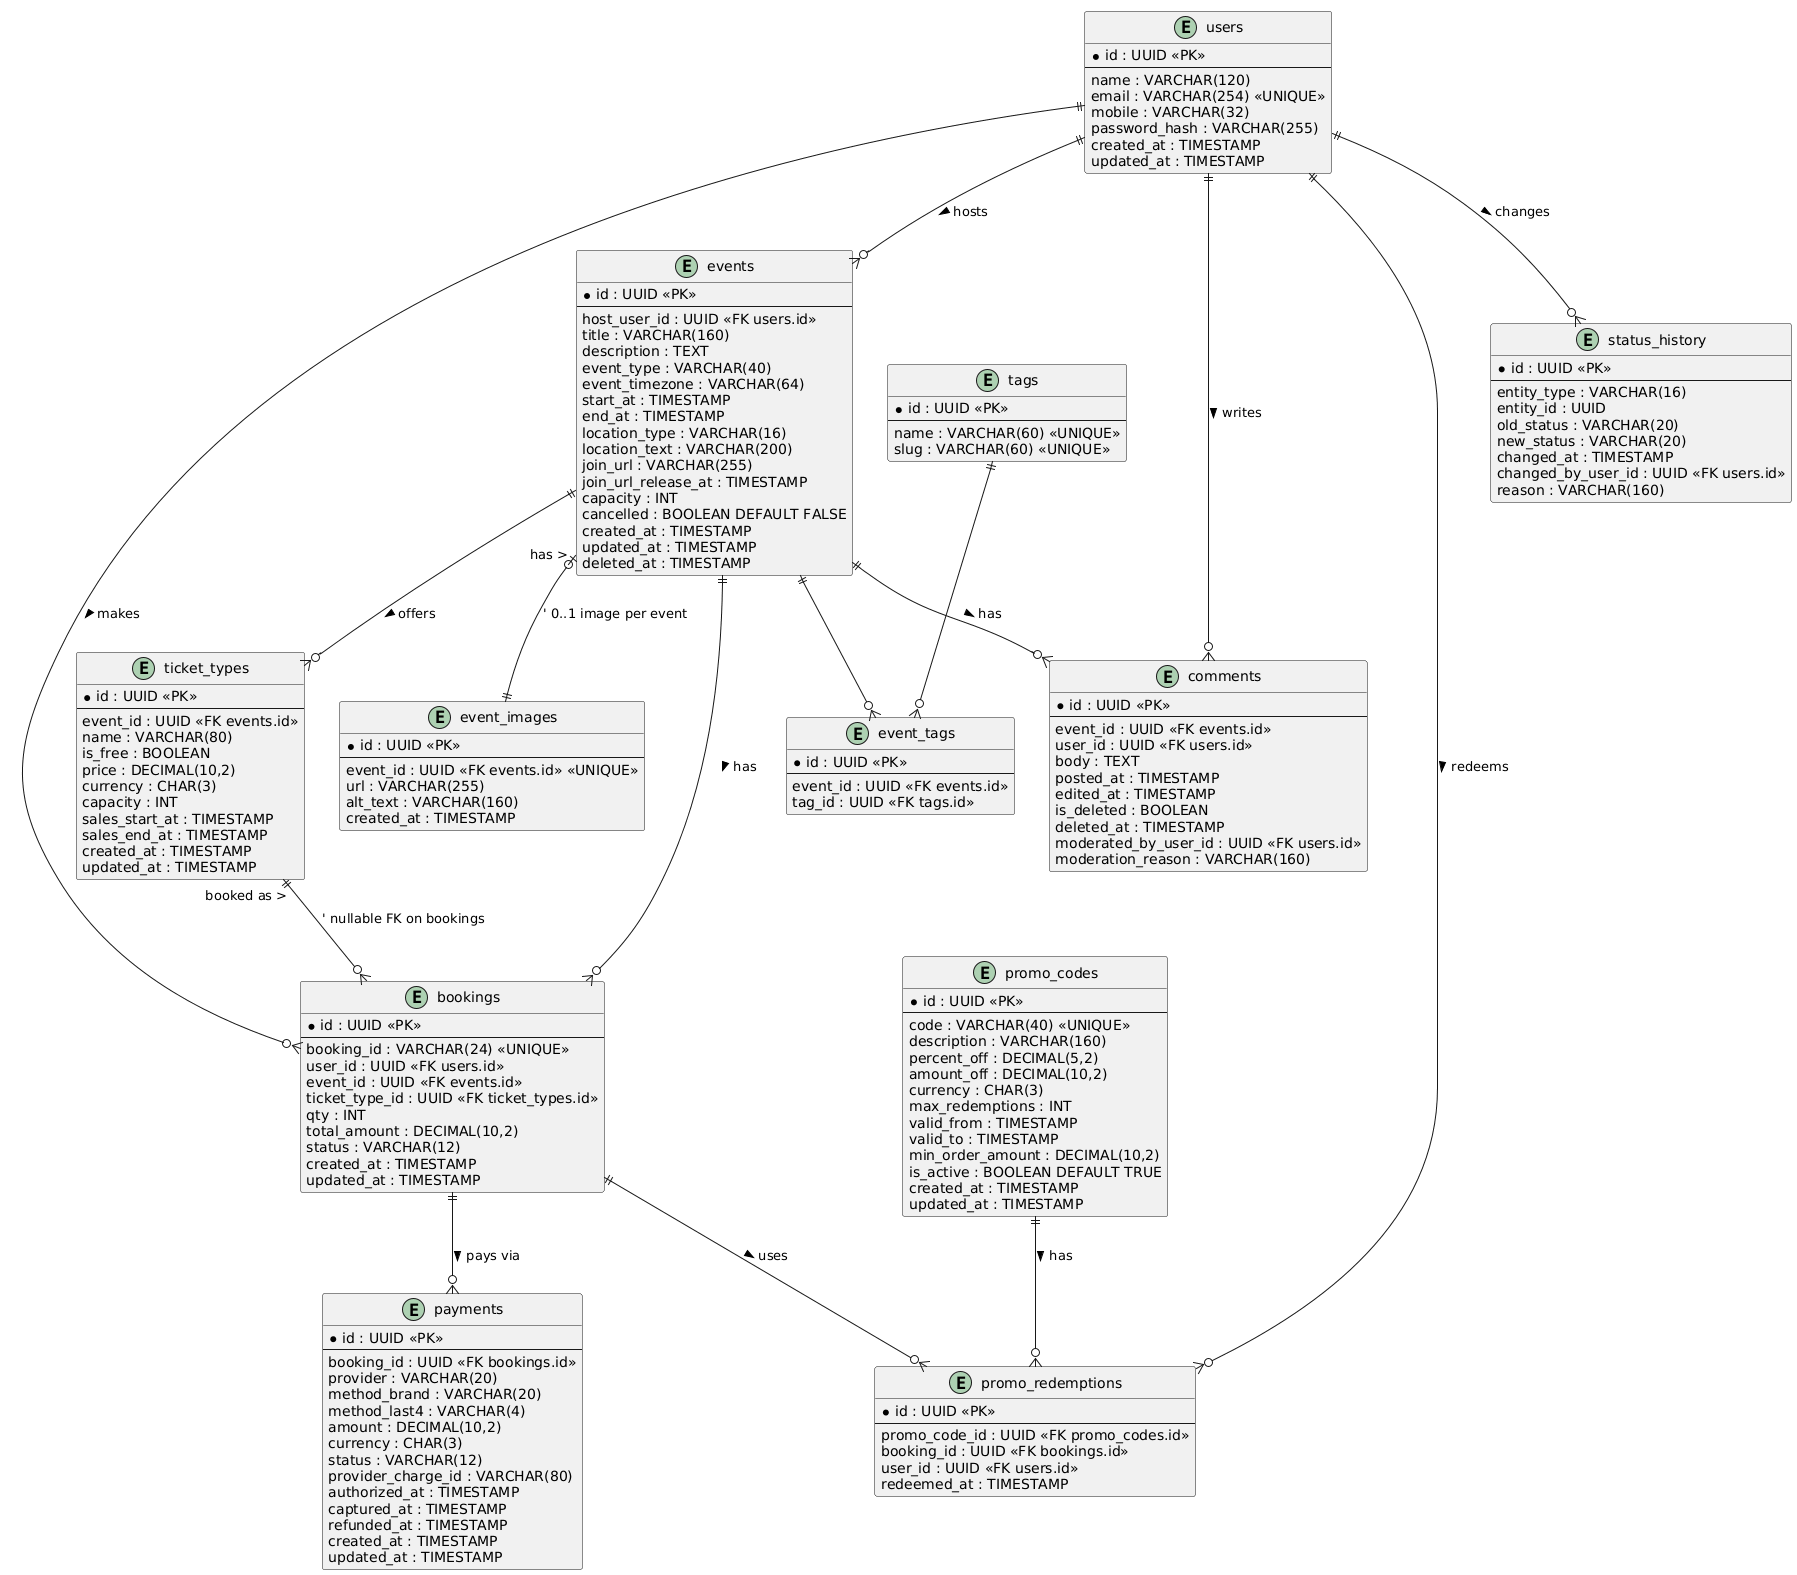 E users
* id : UUID «PK»
name : VARCHAR(120)
email : VARCHAR(254) «UNIQUE»
mobile : VARCHAR(32)
password_hash : VARCHAR(255)
created_at : TIMESTAMP
updated_at : TIMESTAMP
hosts
changes
E events
* id : UUID «PK»
host_user_id : UUID «FK users.id»
title : VARCHAR(160)
description : TEXT
event_type : VARCHAR(40)
event_timezone : VARCHAR(64)
start_at : TIMESTAMP
end_at : TIMESTAMP
location_type : VARCHAR(16)
location_text : VARCHAR(200)
join_url : VARCHAR(255)
join_url_release_at : TIMESTAMP
capacity : INT
cancelled : BOOLEAN DEFAULT FALSE
created_at : TIMESTAMP
updated_at : TIMESTAMP
deleted_at : TIMESTAMP
E tags
* id : UUID «PK»
name : VARCHAR(60) «UNIQUE»
slug : VARCHAR(60) «UNIQUE»
writes
E status_history
* id : UUID «PK»
entity_type : VARCHAR(16)
entity_id : UUID
old_status : VARCHAR(20)
new_status : VARCHAR(20)
changed_at : TIMESTAMP
changed_by_user_id : UUID «FK users.id»
reason : VARCHAR(160)
has >
makes
offers
' 0..1 image per event
has
E ticket_types
* id : UUID «PK»
event_id : UUID «FK events.id»
name : VARCHAR(80)
is_free : BOOLEAN
price : DECIMAL(10,2)
currency : CHAR(3)
capacity : INT
sales_start_at : TIMESTAMP
sales_end_at : TIMESTAMP
created_at : TIMESTAMP
updated_at : TIMESTAMP
E event_images
* id : UUID «PK»
event_id : UUID «FK events.id» «UNIQUE»
url : VARCHAR(255)
alt_text : VARCHAR(160)
created_at : TIMESTAMP
has
E event_tags
* id : UUID «PK»
event_id : UUID «FK events.id»
tag_id : UUID «FK tags.id»
E comments
* id : UUID «PK»
event_id : UUID «FK events.id»
user_id : UUID «FK users.id»
body : TEXT
posted_at : TIMESTAMP
edited_at : TIMESTAMP
is_deleted : BOOLEAN
deleted_at : TIMESTAMP
moderated_by_user_id : UUID «FK users.id»
moderation_reason : VARCHAR(160)
redeems
booked as >
' nullable FK on bookings
E bookings
* id : UUID «PK»
booking_id : VARCHAR(24) «UNIQUE»
user_id : UUID «FK users.id»
event_id : UUID «FK events.id»
ticket_type_id : UUID «FK ticket_types.id»
qty : INT
total_amount : DECIMAL(10,2)
status : VARCHAR(12)
created_at : TIMESTAMP
updated_at : TIMESTAMP
E promo_codes
* id : UUID «PK»
code : VARCHAR(40) «UNIQUE»
description : VARCHAR(160)
percent_off : DECIMAL(5,2)
amount_off : DECIMAL(10,2)
currency : CHAR(3)
max_redemptions : INT
valid_from : TIMESTAMP
valid_to : TIMESTAMP
min_order_amount : DECIMAL(10,2)
is_active : BOOLEAN DEFAULT TRUE
created_at : TIMESTAMP
updated_at : TIMESTAMP
pays via
uses
has
E payments
* id : UUID «PK»
booking_id : UUID «FK bookings.id»
provider : VARCHAR(20)
method_brand : VARCHAR(20)
method_last4 : VARCHAR(4)
amount : DECIMAL(10,2)
currency : CHAR(3)
status : VARCHAR(12)
provider_charge_id : VARCHAR(80)
authorized_at : TIMESTAMP
captured_at : TIMESTAMP
refunded_at : TIMESTAMP
created_at : TIMESTAMP
updated_at : TIMESTAMP
E promo_redemptions
* id : UUID «PK»
promo_code_id : UUID «FK promo_codes.id»
booking_id : UUID «FK bookings.id»
user_id : UUID «FK users.id»
redeemed_at : TIMESTAMP